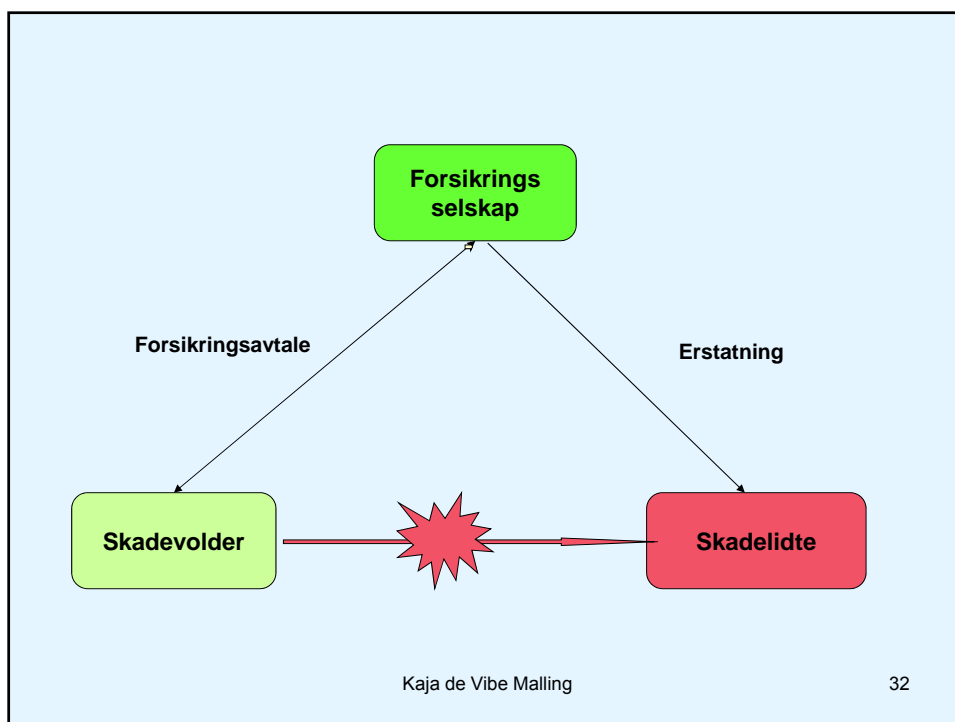 Forsikrings
selskap
Forsikringsavtale
Erstatning
Skadevolder
Skadelidte
Kaja de Vibe Malling
32